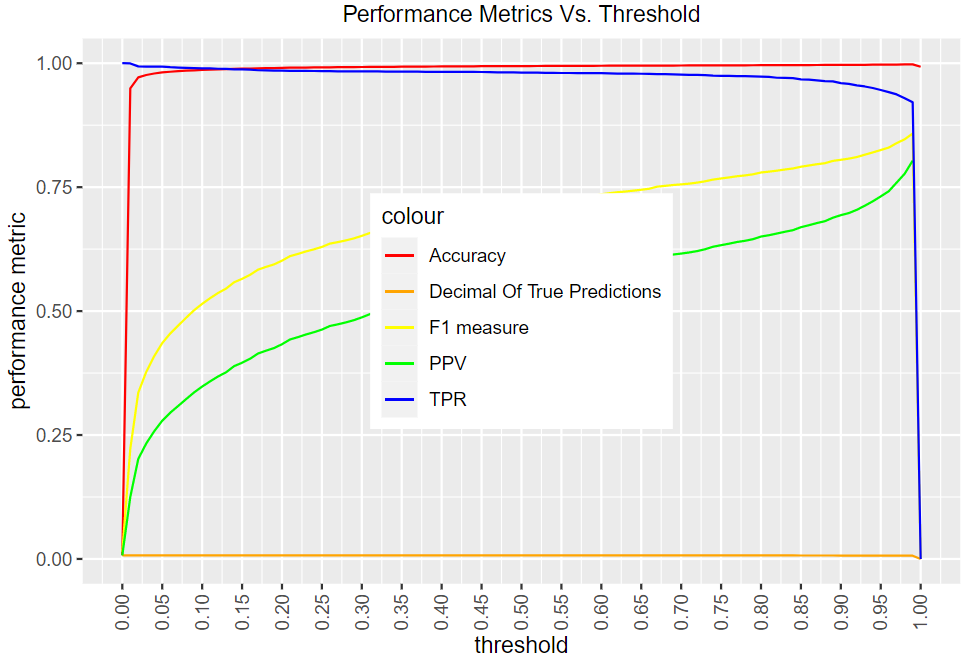 Performance Metrics Vs. Threshold
performance metric
1.00
0.75
0.50
0.25
0.00
colour
Accuracy
Decimal Of True Predictions
F1 measure
PPV
TPR
0.00
0.05
0.10
0.15
0.20
0.25
0.30
0.35
0.40
0.45
0.50
0.55
0.60
0.65
0.70
0.75
0.80
0.85
0.90
0.95
1.00
threshold